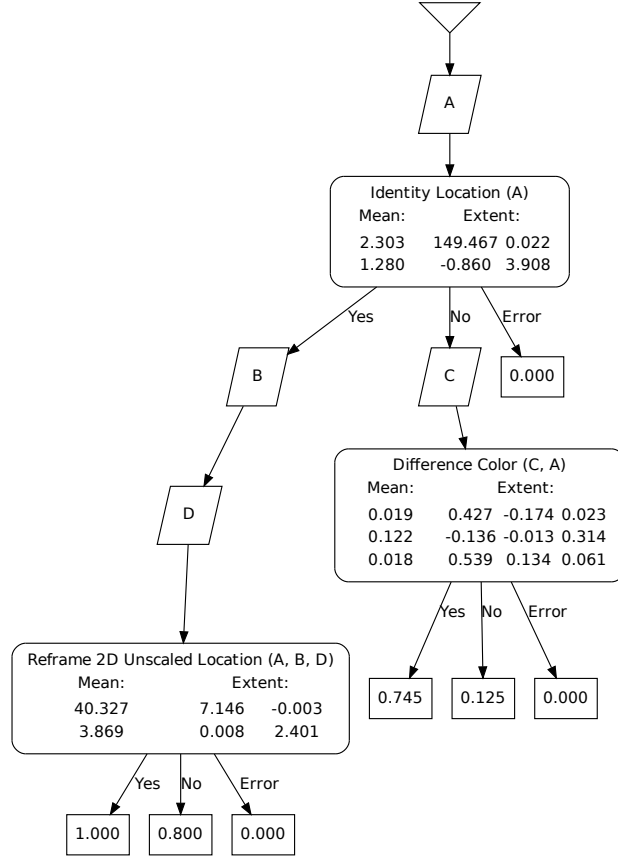 A
Identity Location (A)
Mean: Extent:
2.303 149.467 0.022
1.280 -0.860 3.908
Yes No Error
B C 0.000
Difference Color (C, A)
Mean: Extent:
0.019 0.427 -0.174 0.023
0.122 -0.136 -0.013 0.314
0.018 0.539 0.134 0.061
D
Yes No Error
0.745 0.125 0.000
Reframe 2D Unscaled Location (A, B, D)
Mean: Extent:
40.327 7.146 -0.003
3.869 0.008 2.401
Yes No Error
1.000 0.800 0.000